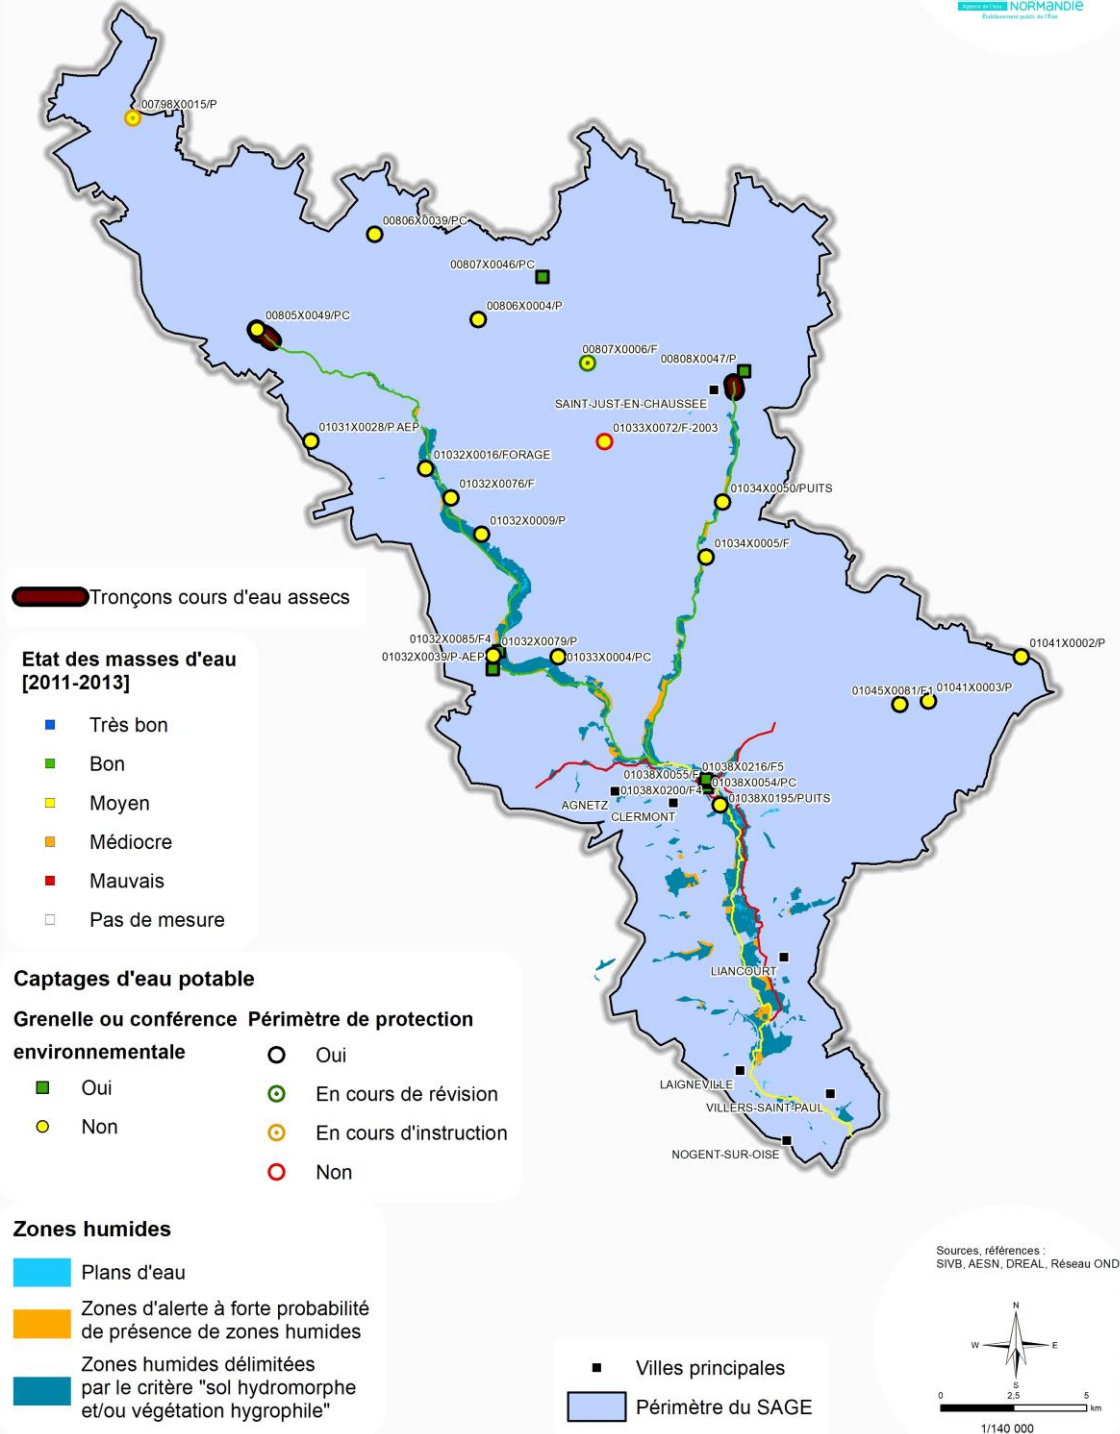 Agence de l'eau NORMANDIE
Établissement public de l'État
00798X0015/P
00806X0039/PC
00807X0046/PC
00806X0004/P
00805X0049/PC
00807X0006/F
00808X0047/P
SAINT-JUST-EN-CHAUSSEE
01031X0028/P.AEP
01033X0072/F-2003
01032X0016/FORAGE
01032X0076/F
01034X0050/PUITS
01032X0009/P
01034X0005/F
Tronçons cours d'eau assecs
01032X0085/F4
01032X0079/P
01032X0039/P-AEP
01033X0004/PC
01041X0002/P
01045X0081/F1
01041X0003/P
Etat des masses d'eau
[2011-2013]
Très bon
Bon
Moyen
Médiocre
Mauvais
Pas de mesure
01038X0216/F5
01038X0055/F
01038X0054/PC
01038X0200/F4
01038X0195/PUITS
AGNETZ
CLERMONT
LIANCOURT
LAIGNEVILLE
VILLERS-SAINT-PAUL
NOGENT-SUR-OISE
Captages d'eau potable
Grenelle ou conférence
environnementale
Oui
Non
Périmètre de protection
Oui
En cours de révision
En cours d'instruction
Non
Zones humides
Plans d'eau
Zones d'alerte à forte probabilité
de présence de zones humides
Zones humides délimitées
par le critère "sol hydromorphe
et/ou végétation hygrophile"
Villes principales
Périmètre du SAGE
Sources, références :
SIVB, AESN, DREAL, Réseau OND
N
W
E
S
0 2,5 5
km
1/140 000